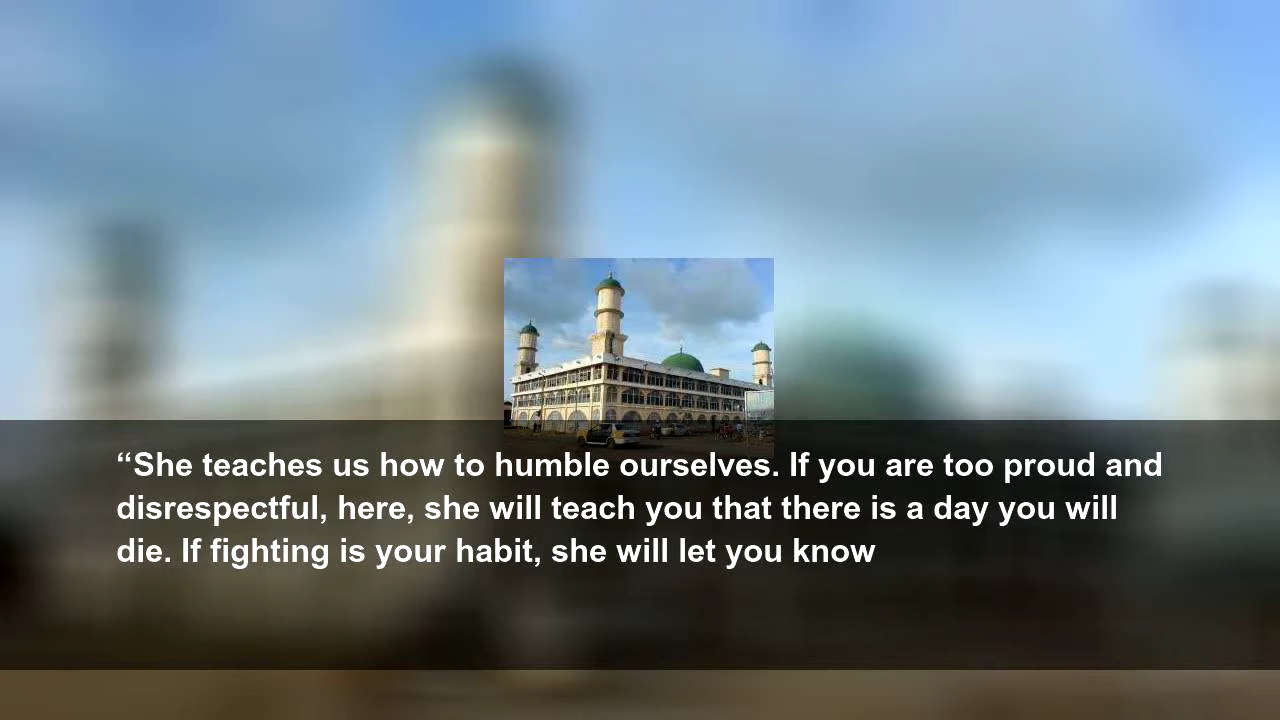 “She teaches us how to humble ourselves. If you are too proud and
disrespectful, here, she will teach you that there is a day you will
die. If fighting is your habit, she will let you know